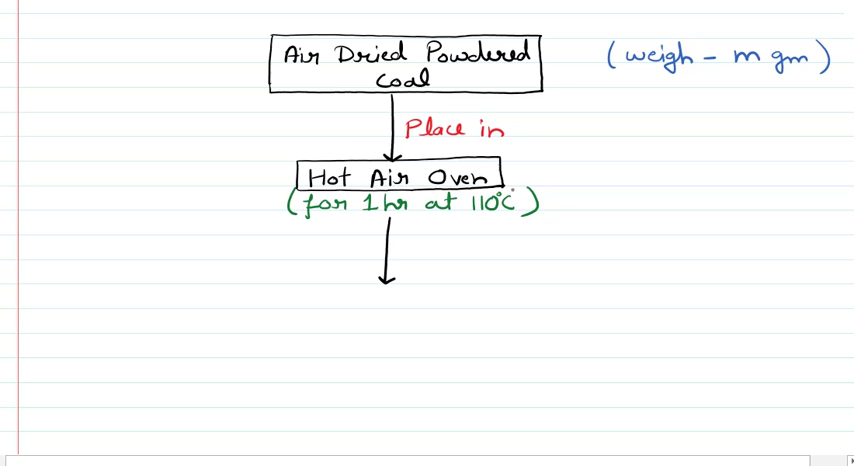 Air Dried Powdered (weigh - m gm)
Coal
Place in
Hot Air Oven
(for 1 hr at 110°C)